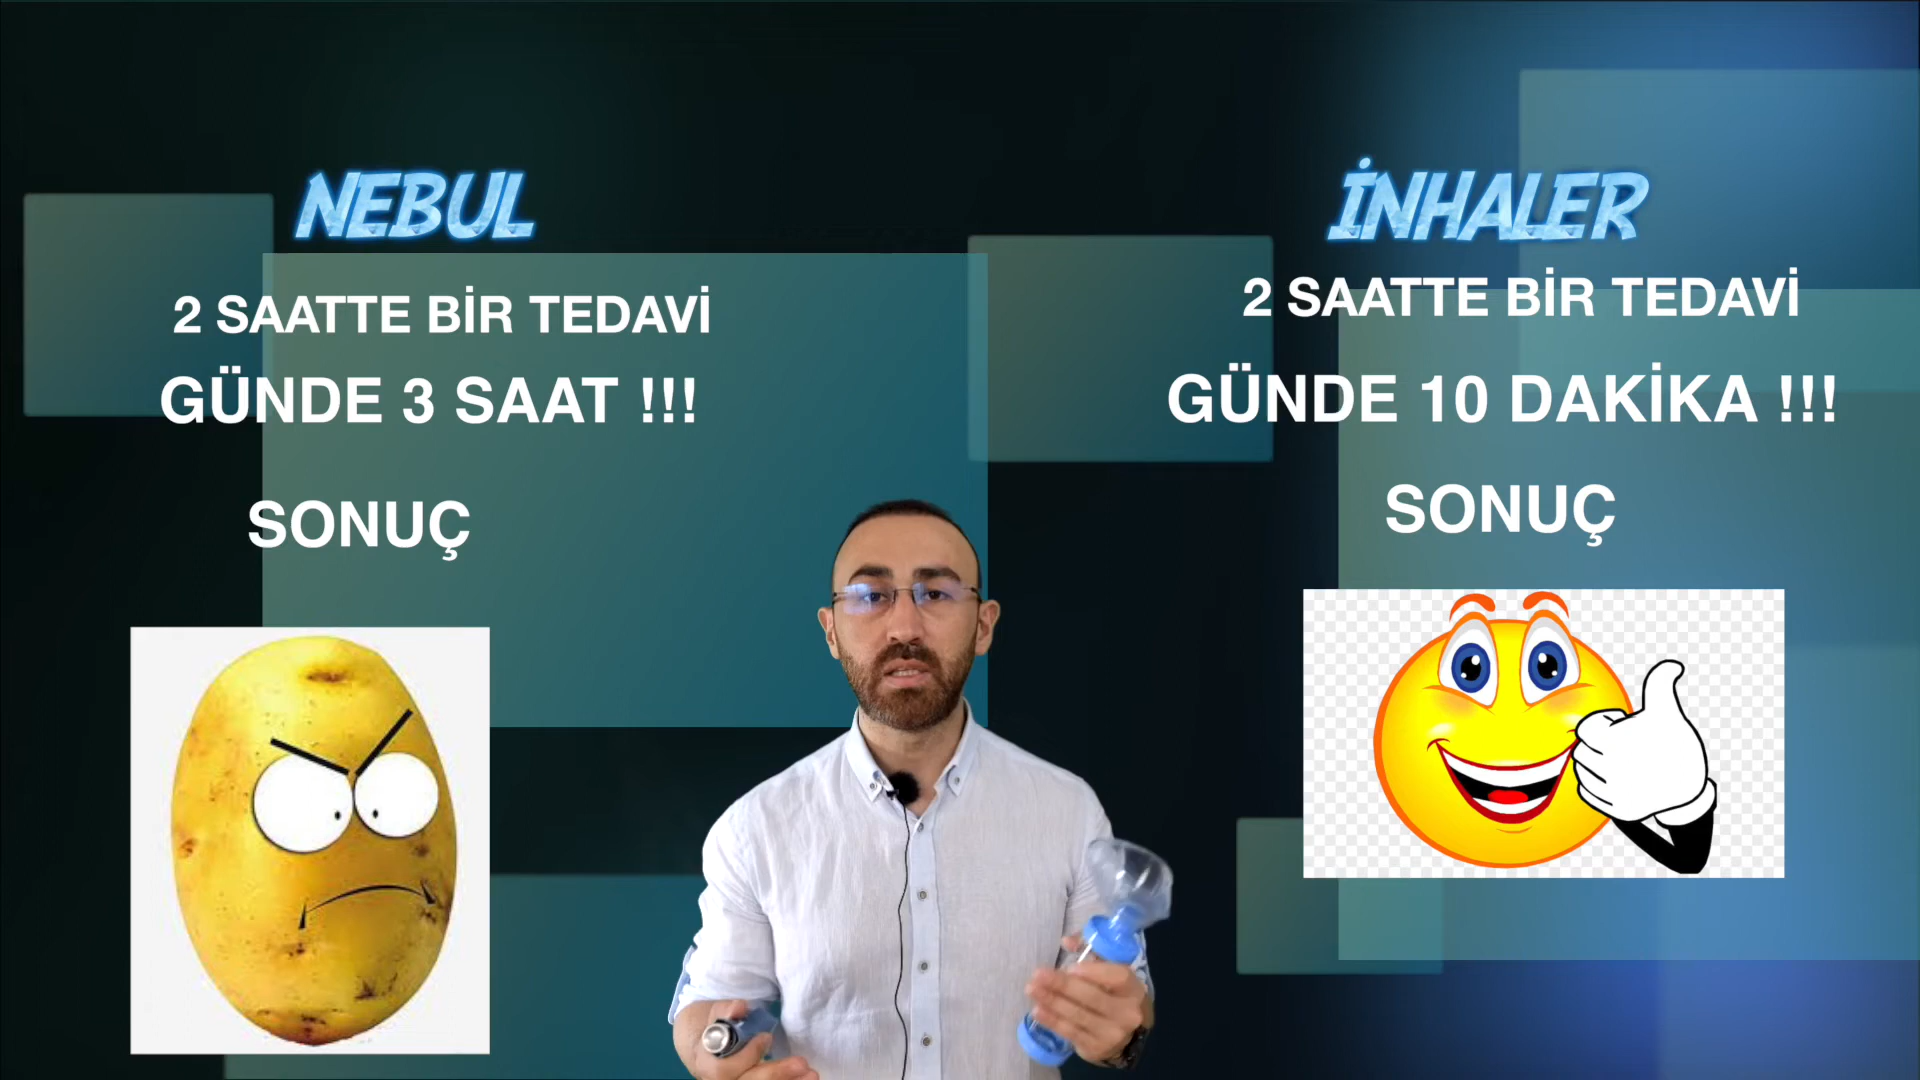 NEBUL
2 SAATTE BİR TEDAVİ
GÜNDE 3 SAAT !!!
SONUÇ
İNHALER
2 SAATTE BİR TEDAVİ
GÜNDE 10 DAKİKA !!!
SONUÇ